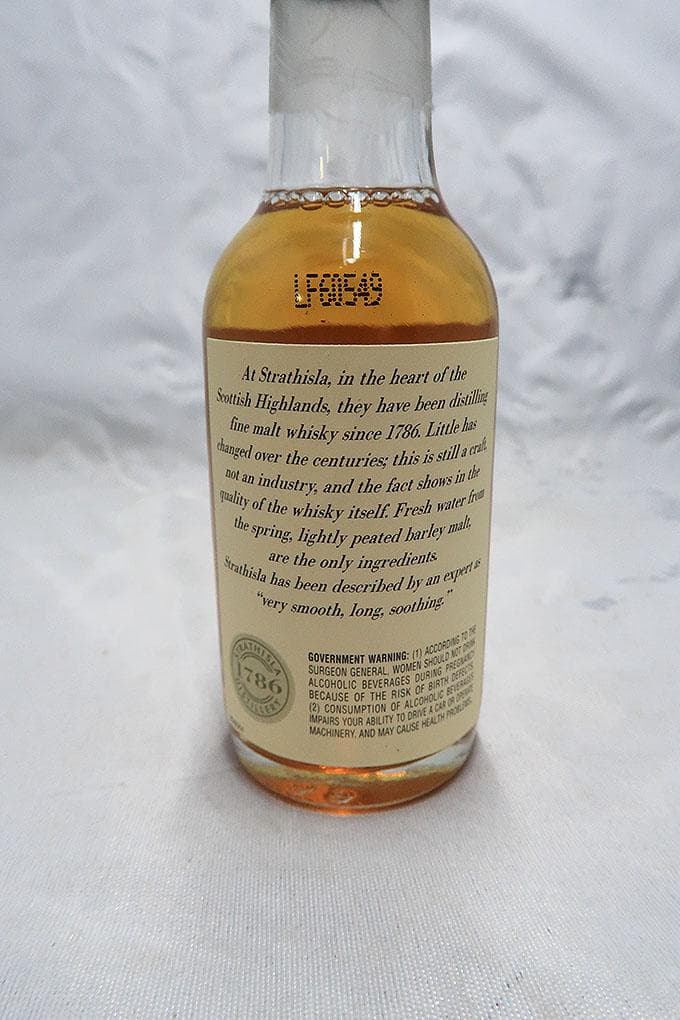 LF60549
At Strathisla, in the heart of the
Scottish Highlands, they have been distilling
fine malt whisky since 1786. Little has
changed over the centuries; this is still a craft,
not an industry, and the fact shows in the
quality of the whisky itself. Fresh water from
the spring, lightly peated barley malt,
are the only ingredients.
Strathisla has been described by an expert as
“very smooth, long, soothing.”
STRATHISLA
1786
DISTILLERY
GOVERNMENT WARNING: (1) ACCORDING TO THE
SURGEON GENERAL, WOMEN SHOULD NOT DRINK
ALCOHOLIC BEVERAGES DURING PREGNANCY
BECAUSE OF THE RISK OF BIRTH DEFECTS.
(2) CONSUMPTION OF ALCOHOLIC BEVERAGES
IMPAIRS YOUR ABILITY TO DRIVE A CAR OR OPERATE
MACHINERY, AND MAY CAUSE HEALTH PROBLEMS.